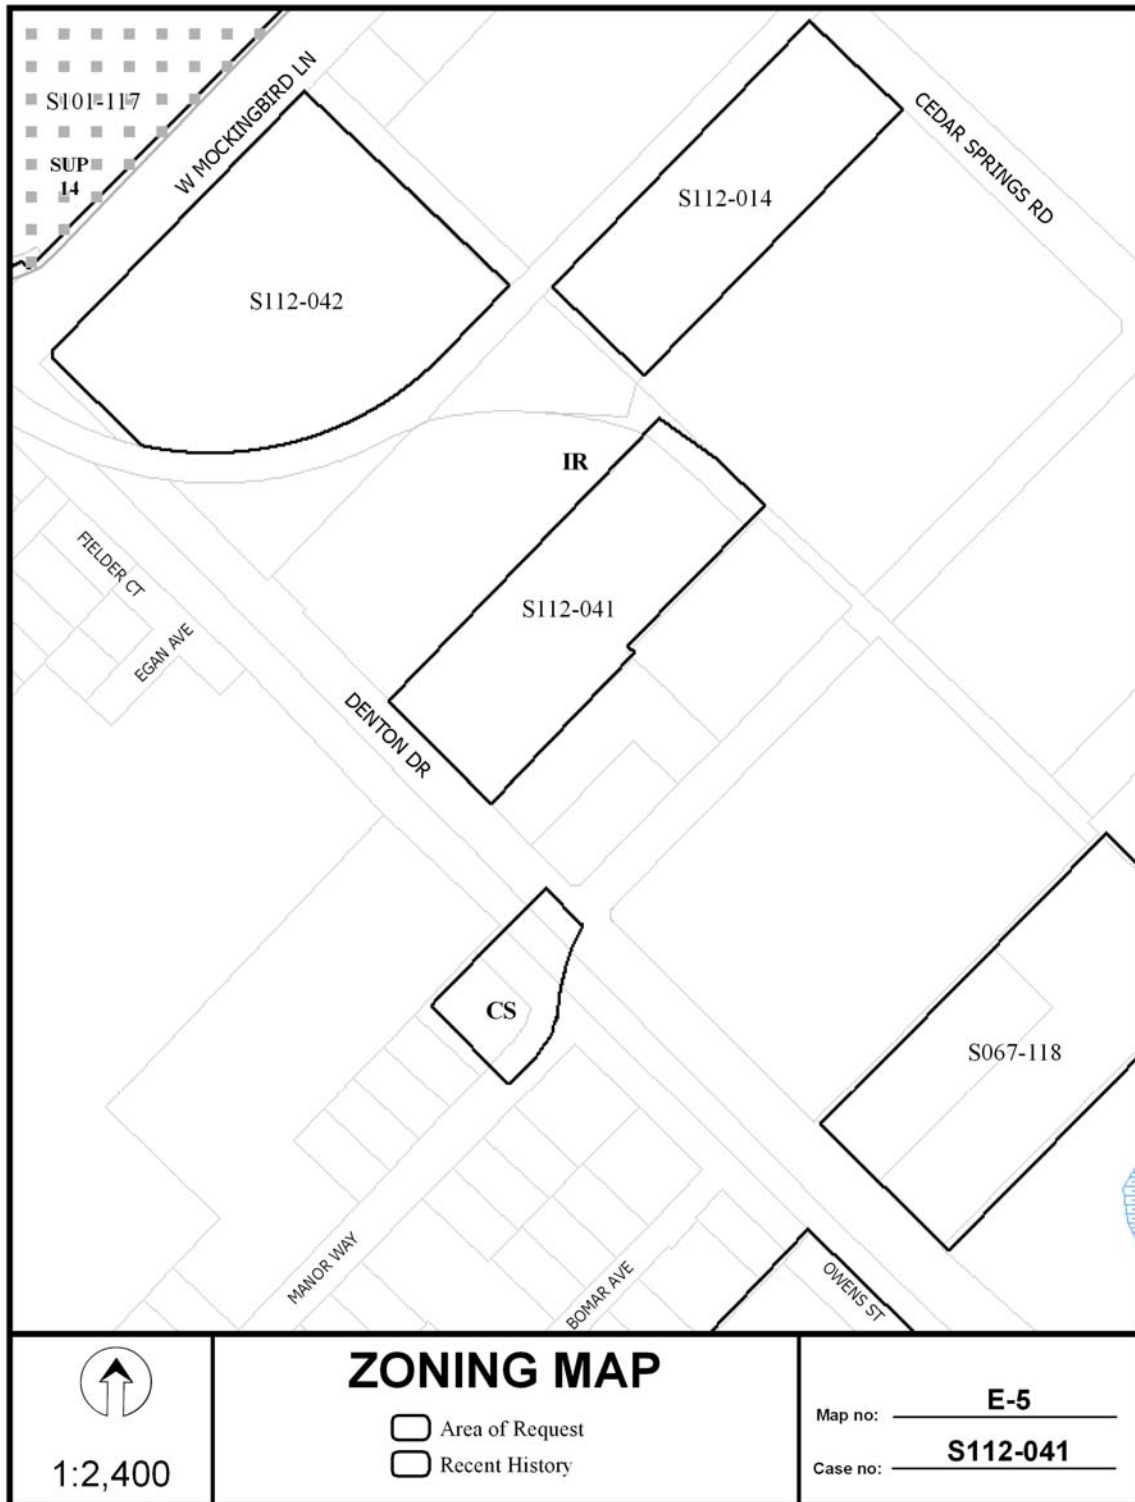 S101-117
SUP
14
W MOCKINGBIRD LN
CEDAR SPRINGS RD
S112-014
S112-042
IR
FIELDER CT
EGAN AVE
S112-041
DENTON DR
CS
S067-118
MANOR WAY
BOMAR AVE
OWENS ST
1:2,400
ZONING MAP
Area of Request
Recent History
Map no: E-5
Case no: S112-041